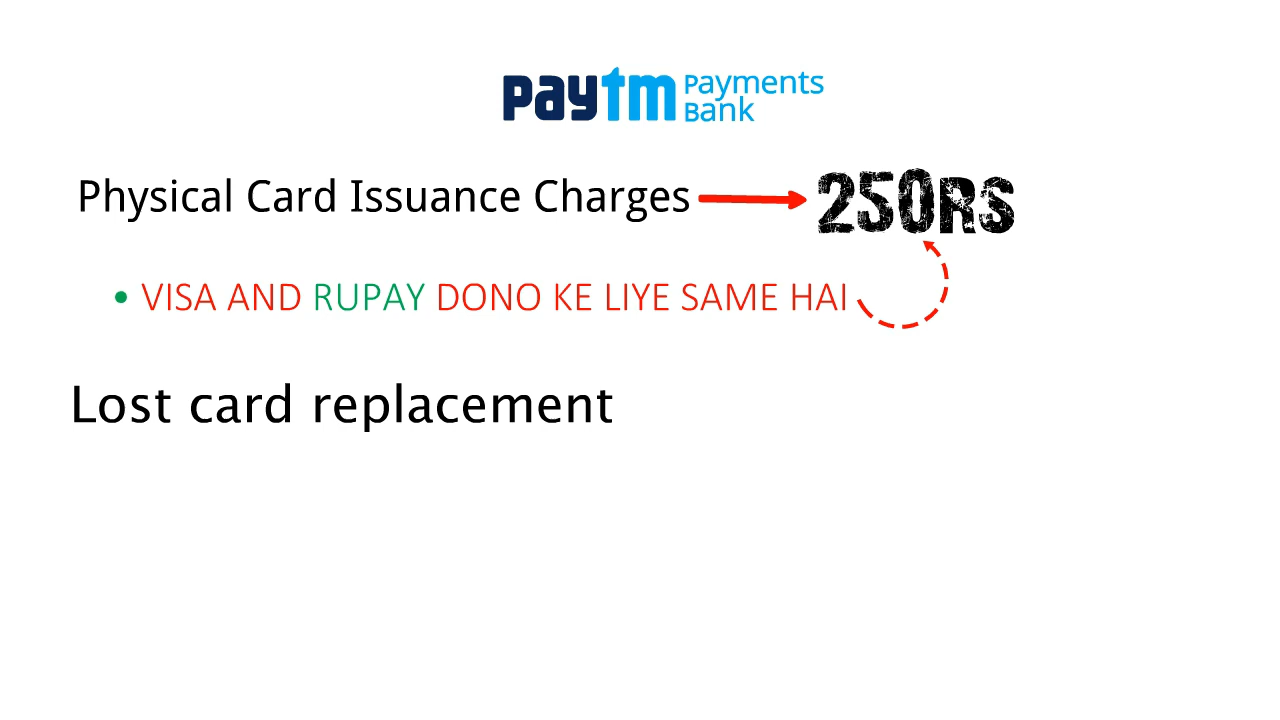 paytm Payments Bank
Physical Card Issuance Charges 250RS
• VISA AND RUPAY DONO KE LIYE SAME HAI
Lost card replacement